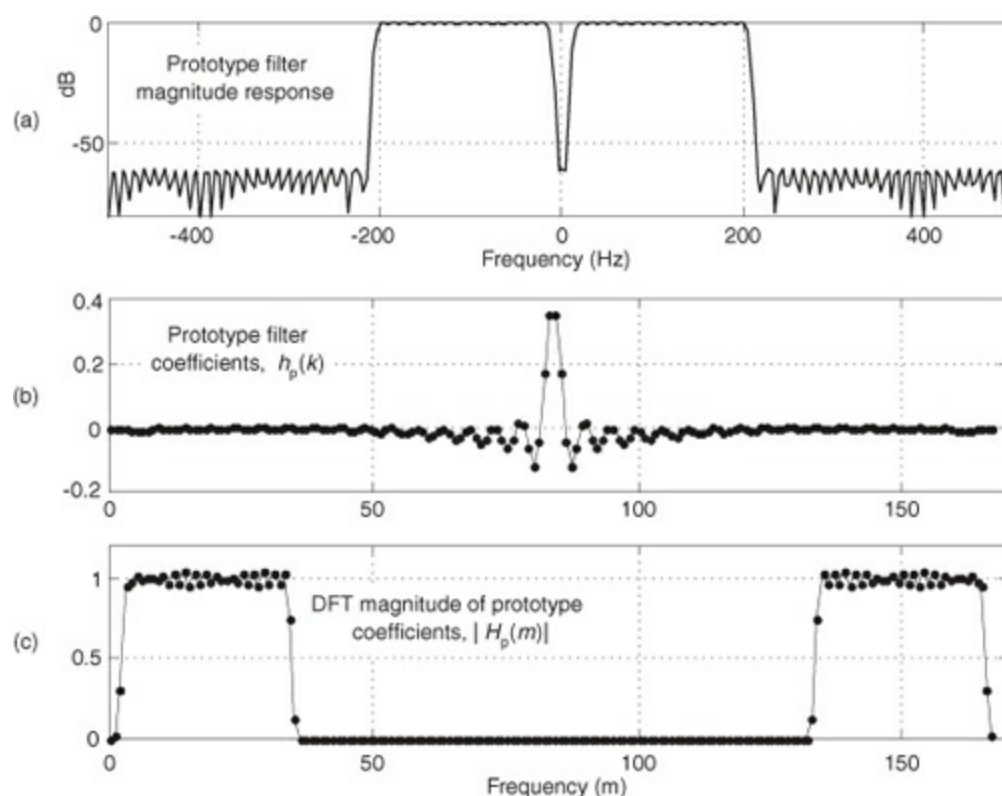 0
Prototype filter
magnitude response
dB
(a)
-50
-400
-200
0
200
400
Frequency (Hz)
0.4
Prototype filter
coefficients, hp(k)
0.2
(b)
0
-0.2
0
50
100
150
1
DFT magnitude of prototype
coefficients, | Hp(m)|
(c)
0.5
0
0
50
100
150
Frequency (m)